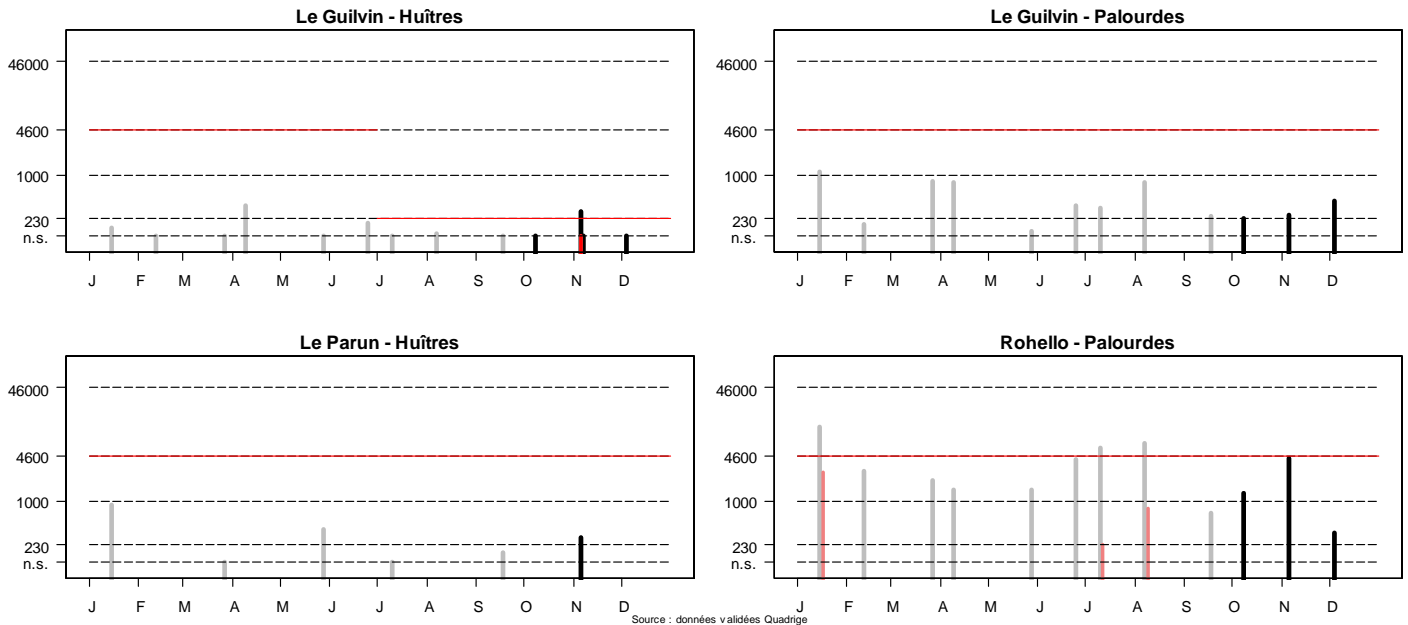 Le Guilvin - Huîtres
46000
4600
1000
230
n.s.
J F M A M J J A S O N D
Le Guilvin - Palourdes
46000
4600
1000
230
n.s.
J F M A M J J A S O N D
Le Parun - Huîtres
46000
4600
1000
230
n.s.
J F M A M J J A S O N D
Rohello - Palourdes
46000
4600
1000
230
n.s.
J F M A M J J A S O N D
Source : données validées Quadrige